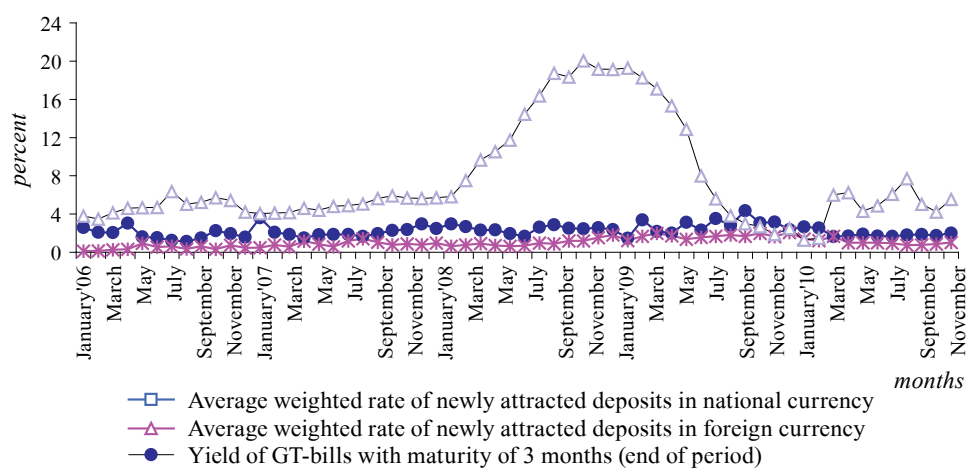 24
20
16
12
8
4
0
percent
January'06
March
May
July
September
November
January'07
March
May
July
September
November
January'08
March
May
July
September
November
January'09
March
May
July
September
November
January'10
March
May
July
September
November
months
Average weighted rate of newly attracted deposits in national currency
Average weighted rate of newly attracted deposits in foreign currency
Yield of GT-bills with maturity of 3 months (end of period)